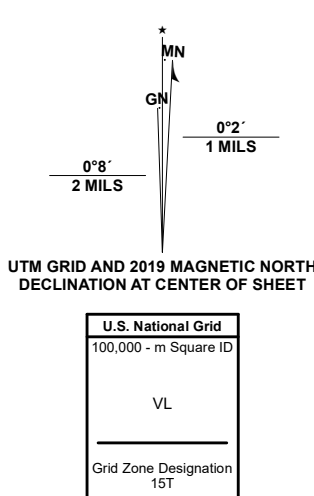 ★
MN
GN
0°2´
1 MILS
0°8´
2 MILS
UTM GRID AND 2019 MAGNETIC NORTH
DECLINATION AT CENTER OF SHEET
U.S. National Grid
100,000 - m Square ID
VL
Grid Zone Designation
15T